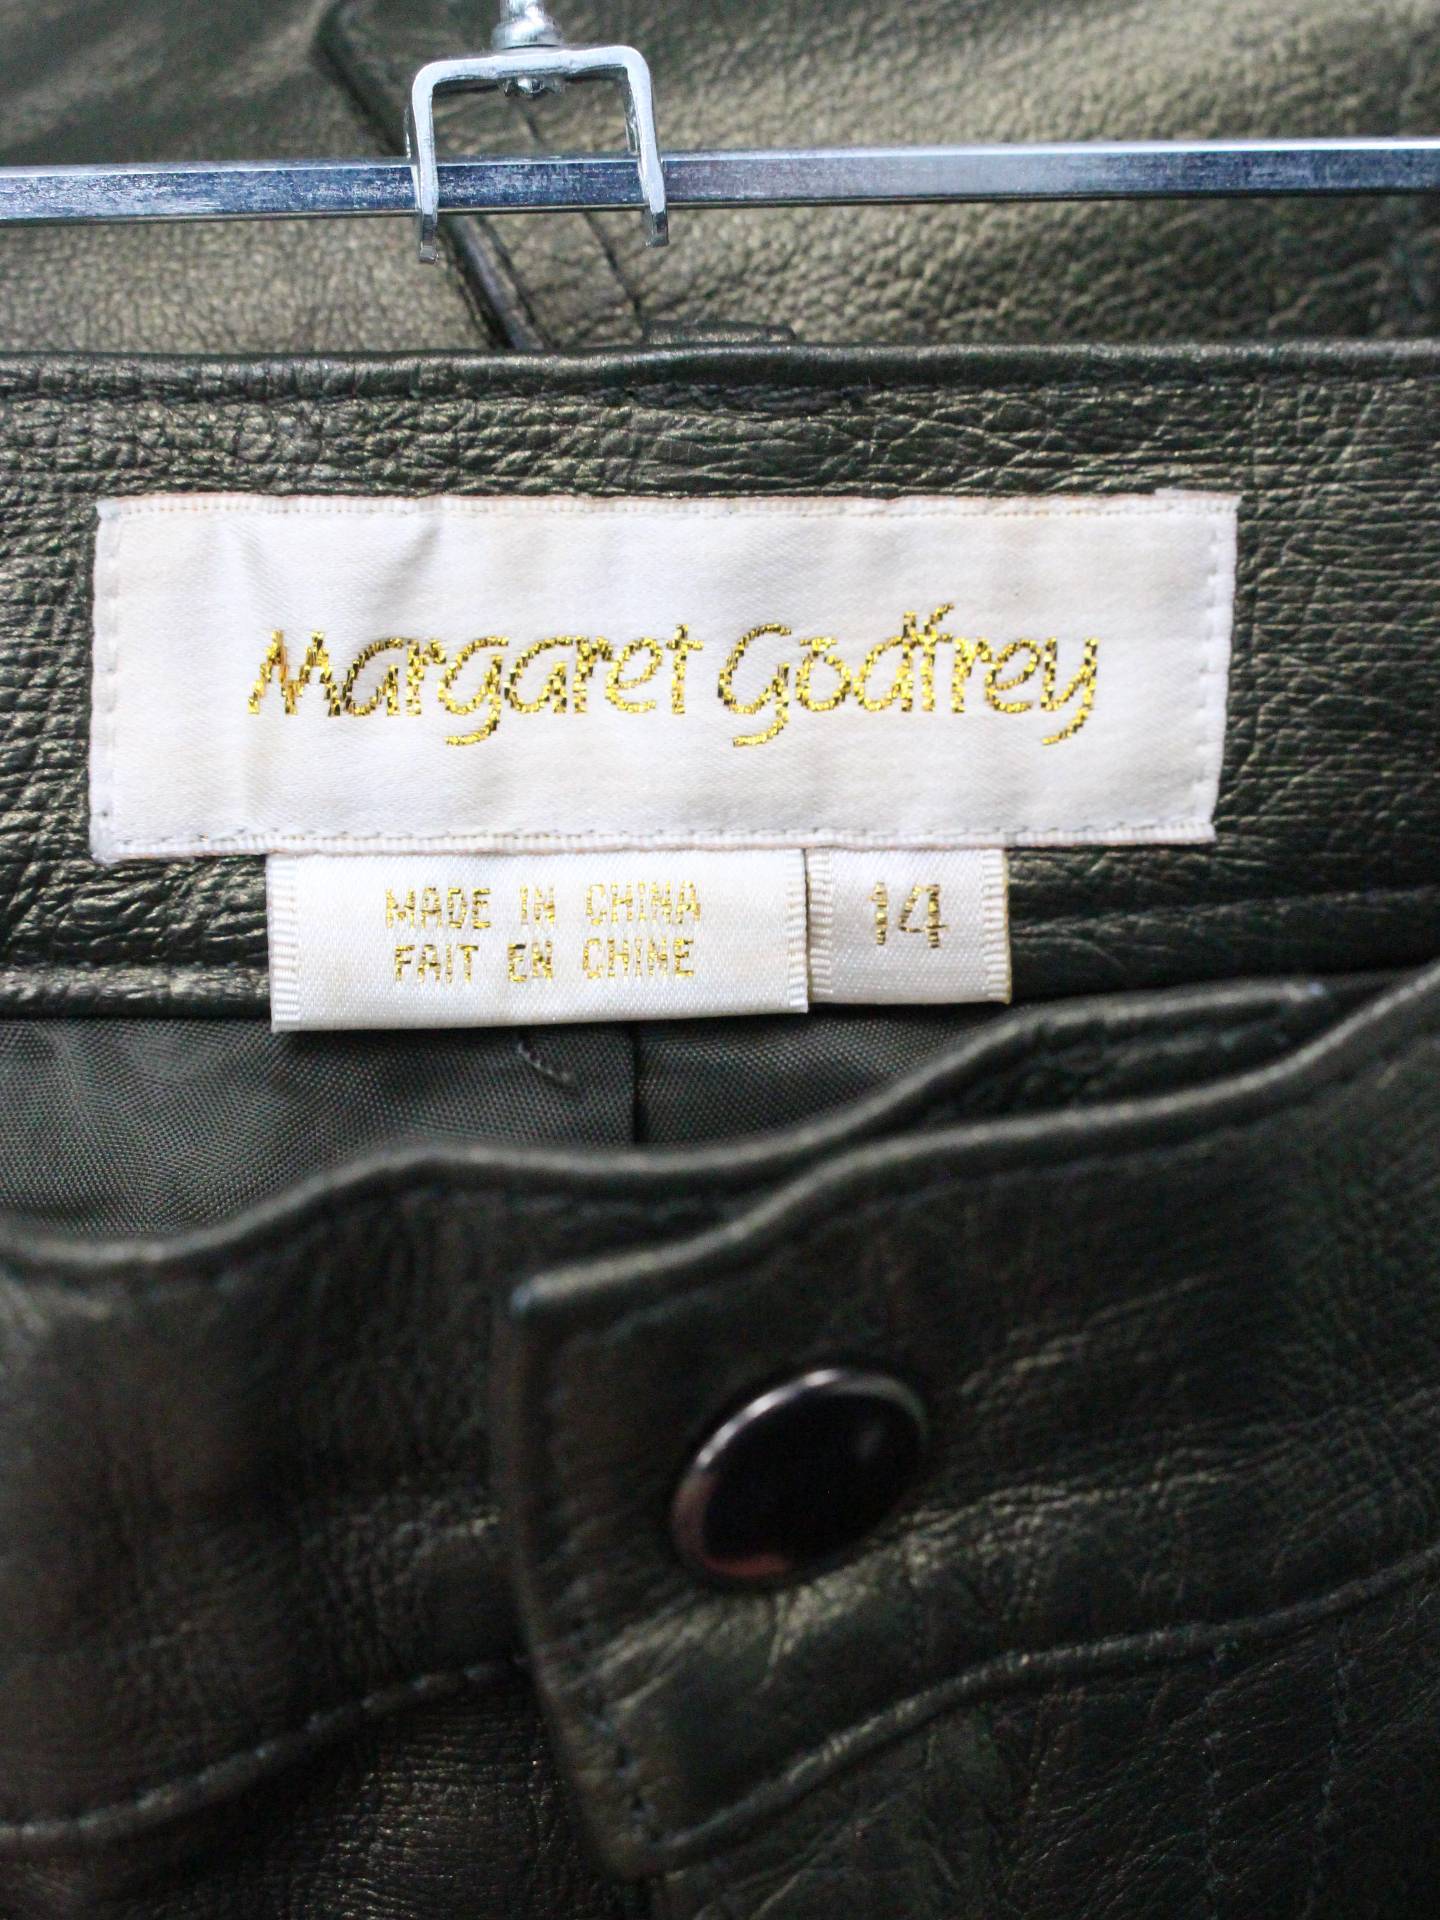 Margaret Godfrey
MADE IN CHINA
FAIT EN CHINE
14